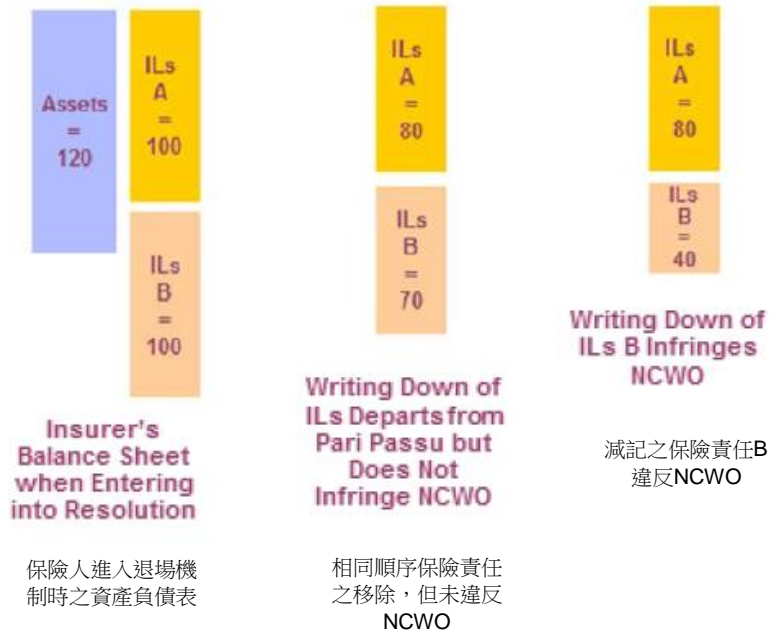 Assets
=
120
ILs
A
=
100
ILs
B
=
100
Insurer's
Balance Sheet
when Entering
into Resolution
保險人進入退場機
制時之資產負債表
ILs
A
=
80
ILs
B
=
70
Writing Down of
ILs Departs from
Pari Passu but
Does Not
Infringe NCWO
相同順序保險責任
之移除，但未違反
NCWO
ILs
A
=
80
ILs
B
=
40
Writing Down of
ILs B Infringes
NCWO
減記之保險責任B
違反NCWO